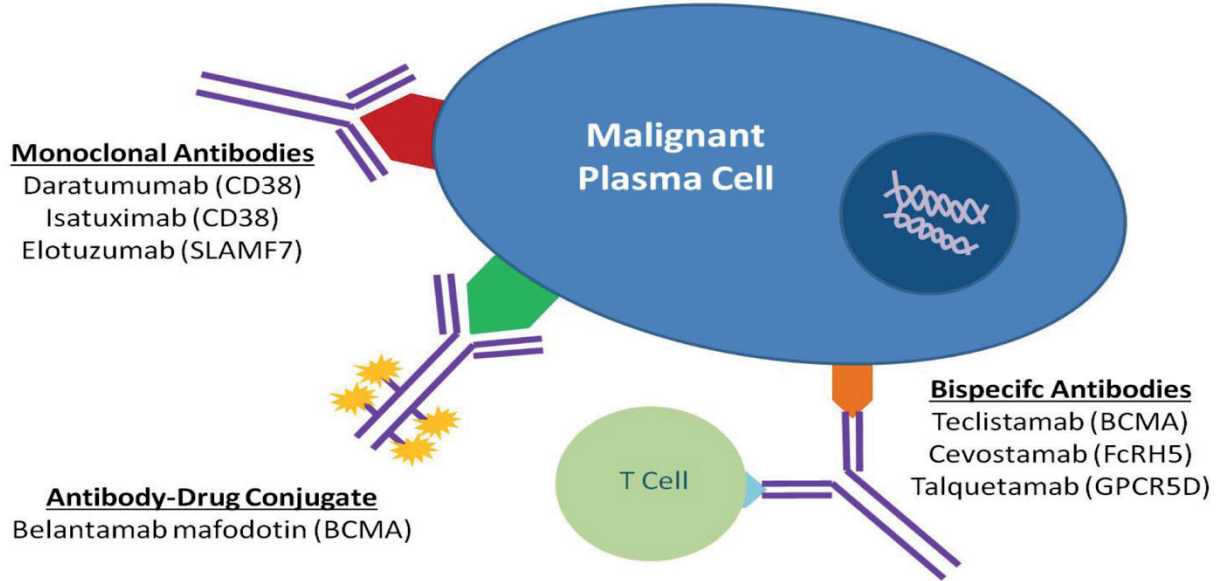 Malignant
Plasma Cell
Monoclonal Antibodies
Daratumumab (CD38)
Isatuximab (CD38)
Elotuzumab (SLAMF7)
Antibody-Drug Conjugate
Belantamab mafodotin (BCMA)
T Cell
Bispecifc Antibodies
Teclistamab (BCMA)
Cevostamab (FcRH5)
Talquetamab (GPCR5D)